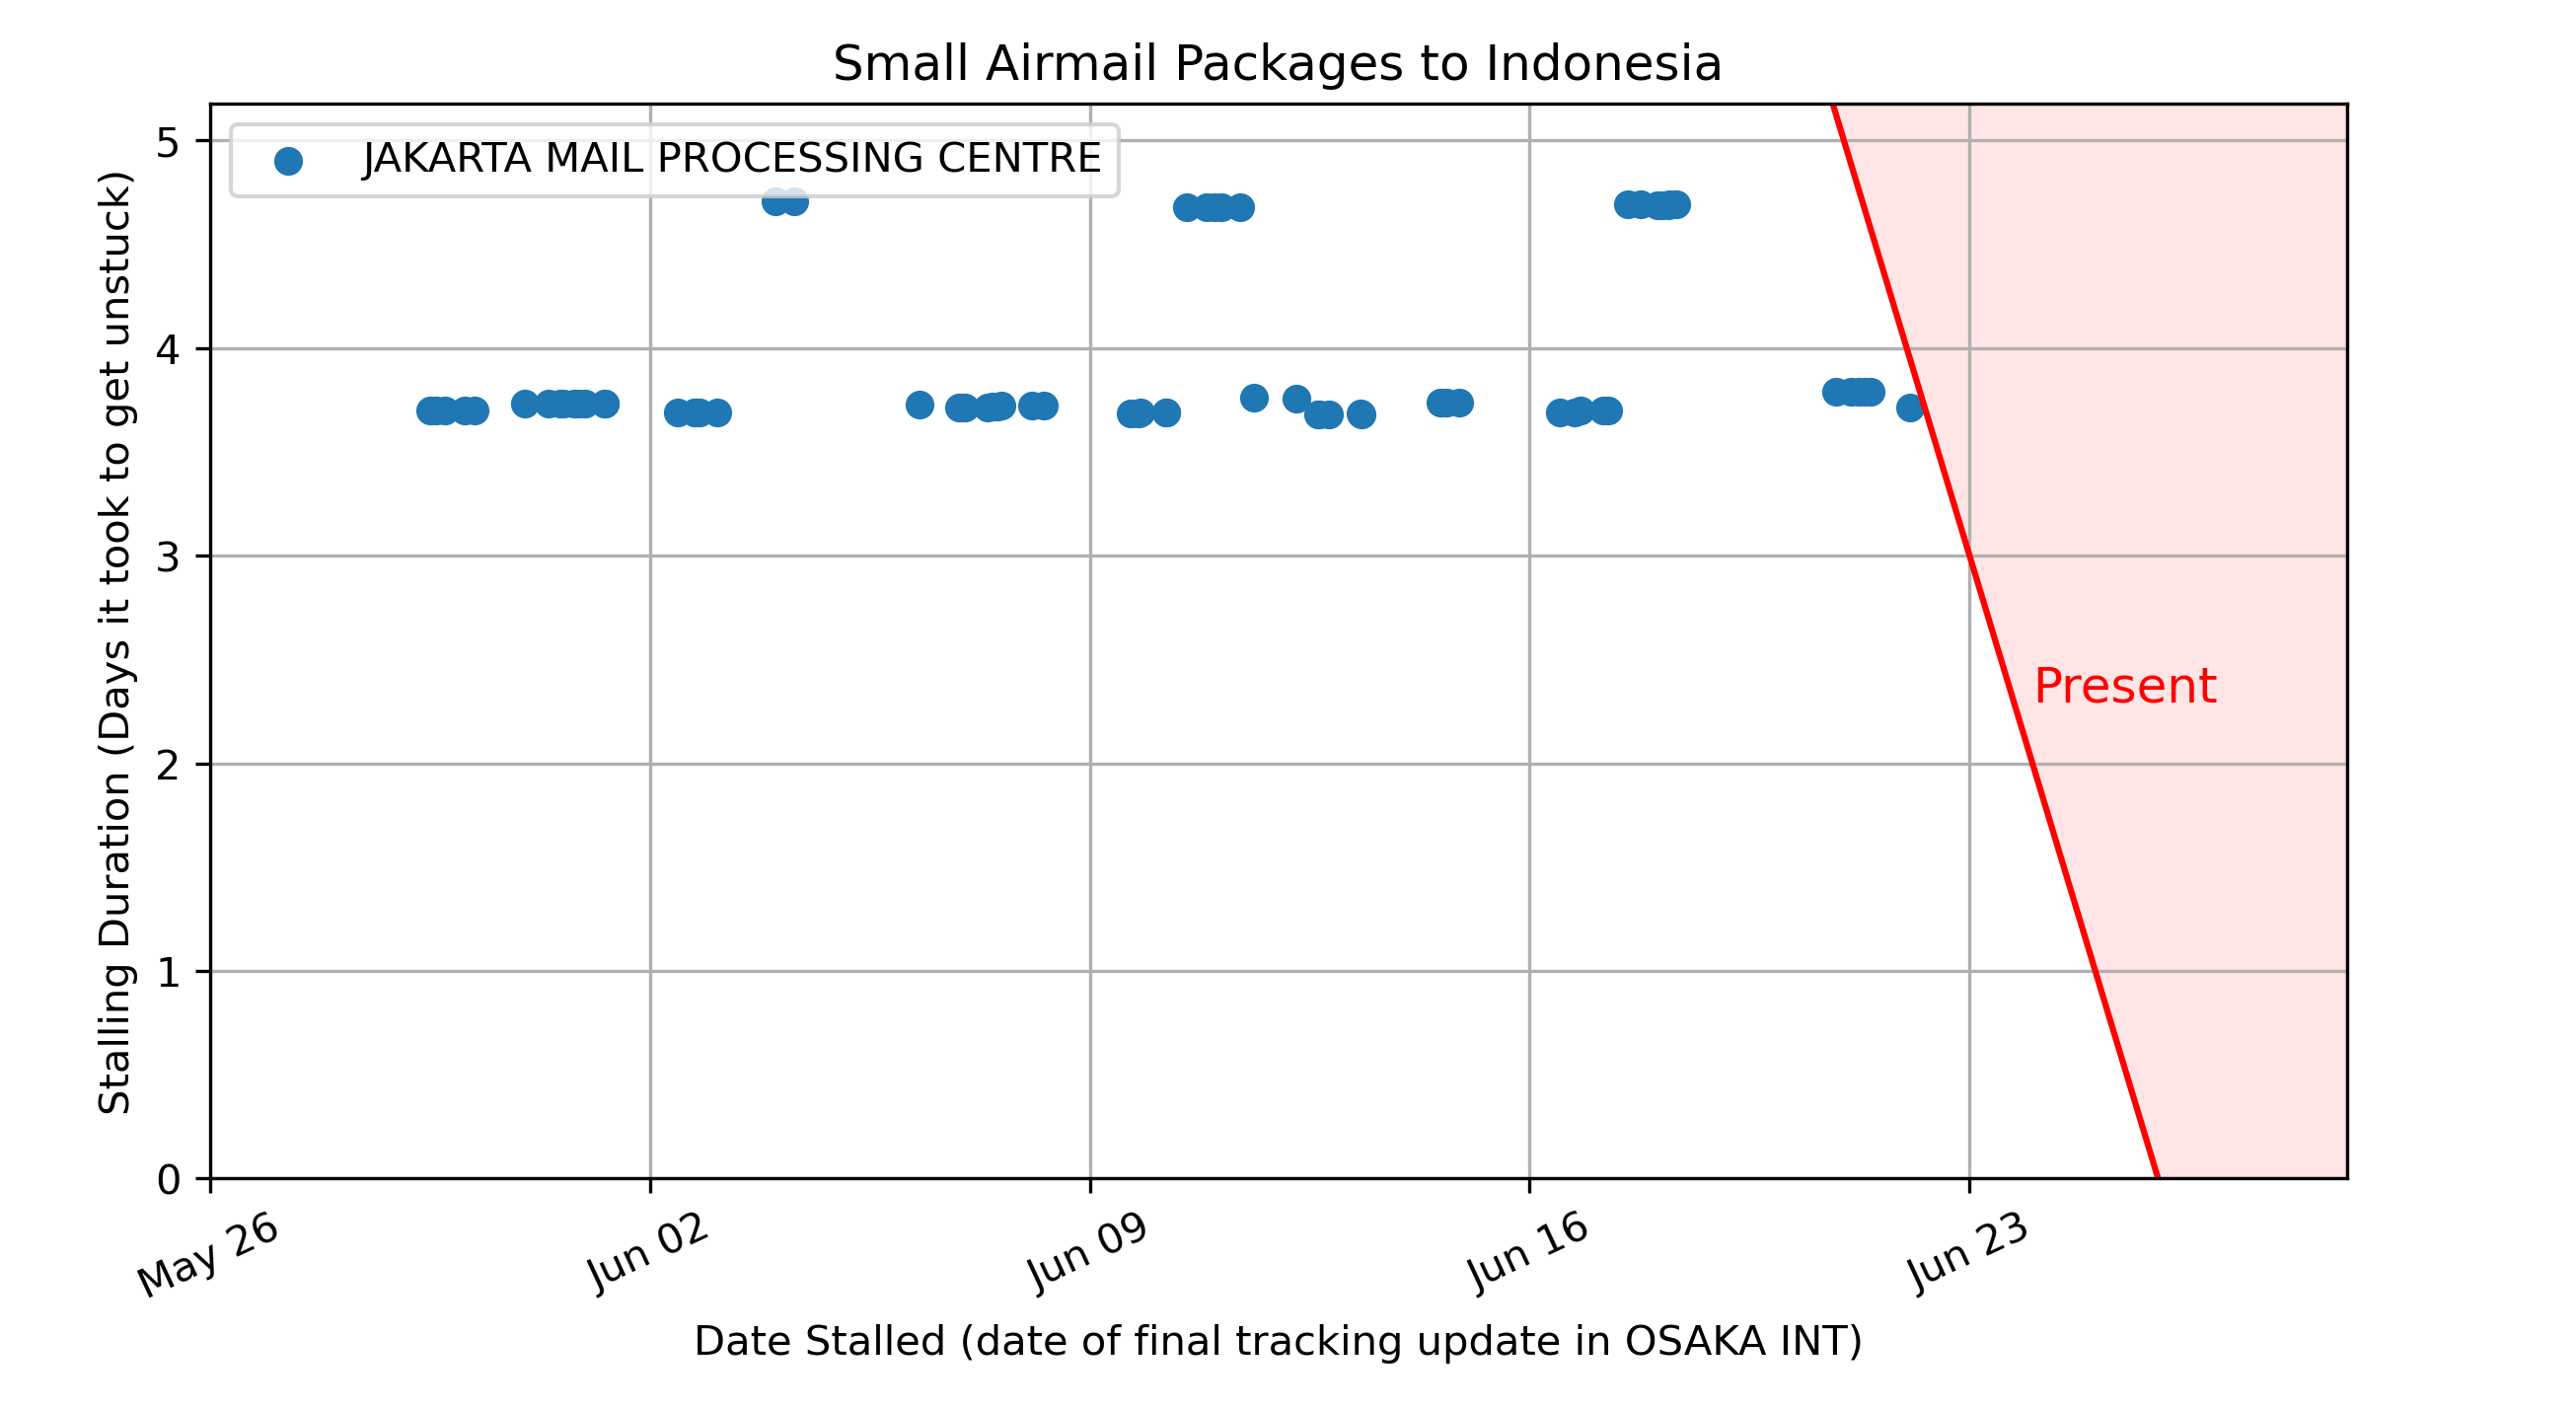 Small Airmail Packages to Indonesia
JAKARTA MAIL PROCESSING CENTRE
Stalling Duration (Days it took to get unstuck)
5
4
3
2
1
0
Present
May 26
Jun 02
Jun 09
Jun 16
Jun 23
Date Stalled (date of final tracking update in OSAKA INT)